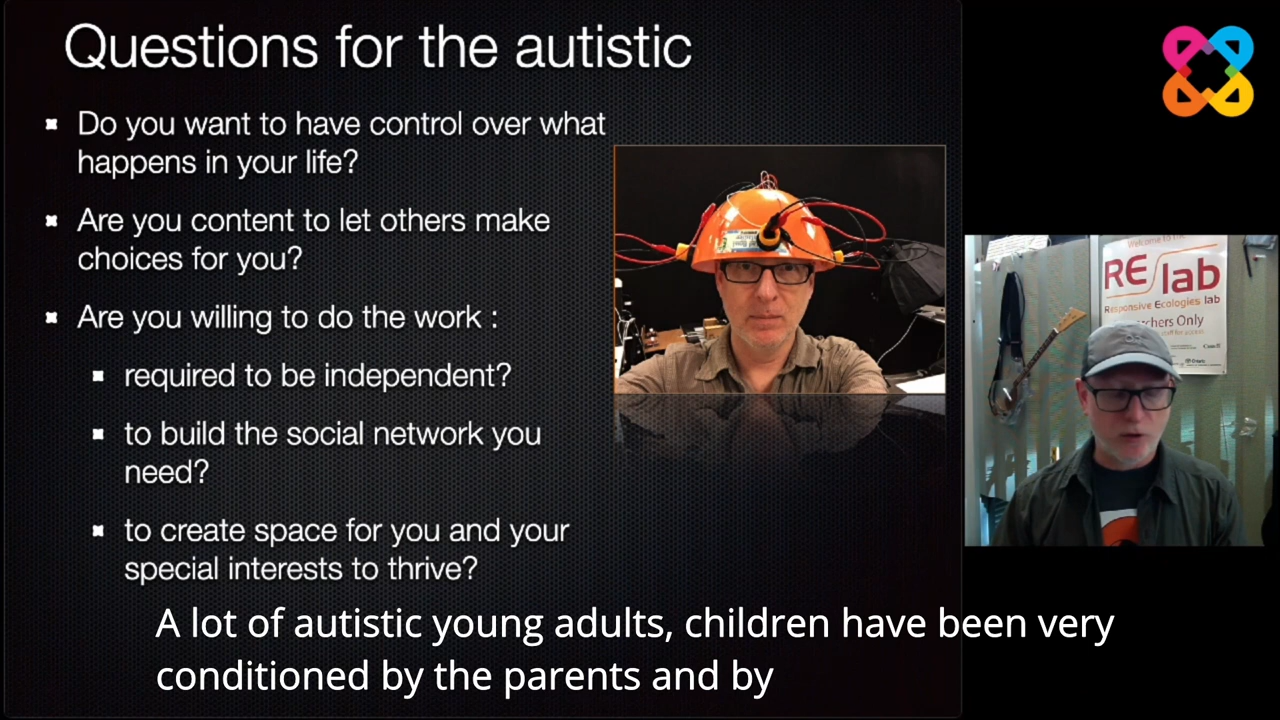 Questions for the autistic
Do you want to have control over what
happens in your life?
Are you content to let others make
choices for you?
Are you willing to do the work :
required to be independent?
to build the social network you
need?
to create space for you and your
special interests to thrive?
Welcome to the
RE lab
Responsive Ecologies lab
Only
A lot of autistic young adults, children have been very
conditioned by the parents and by